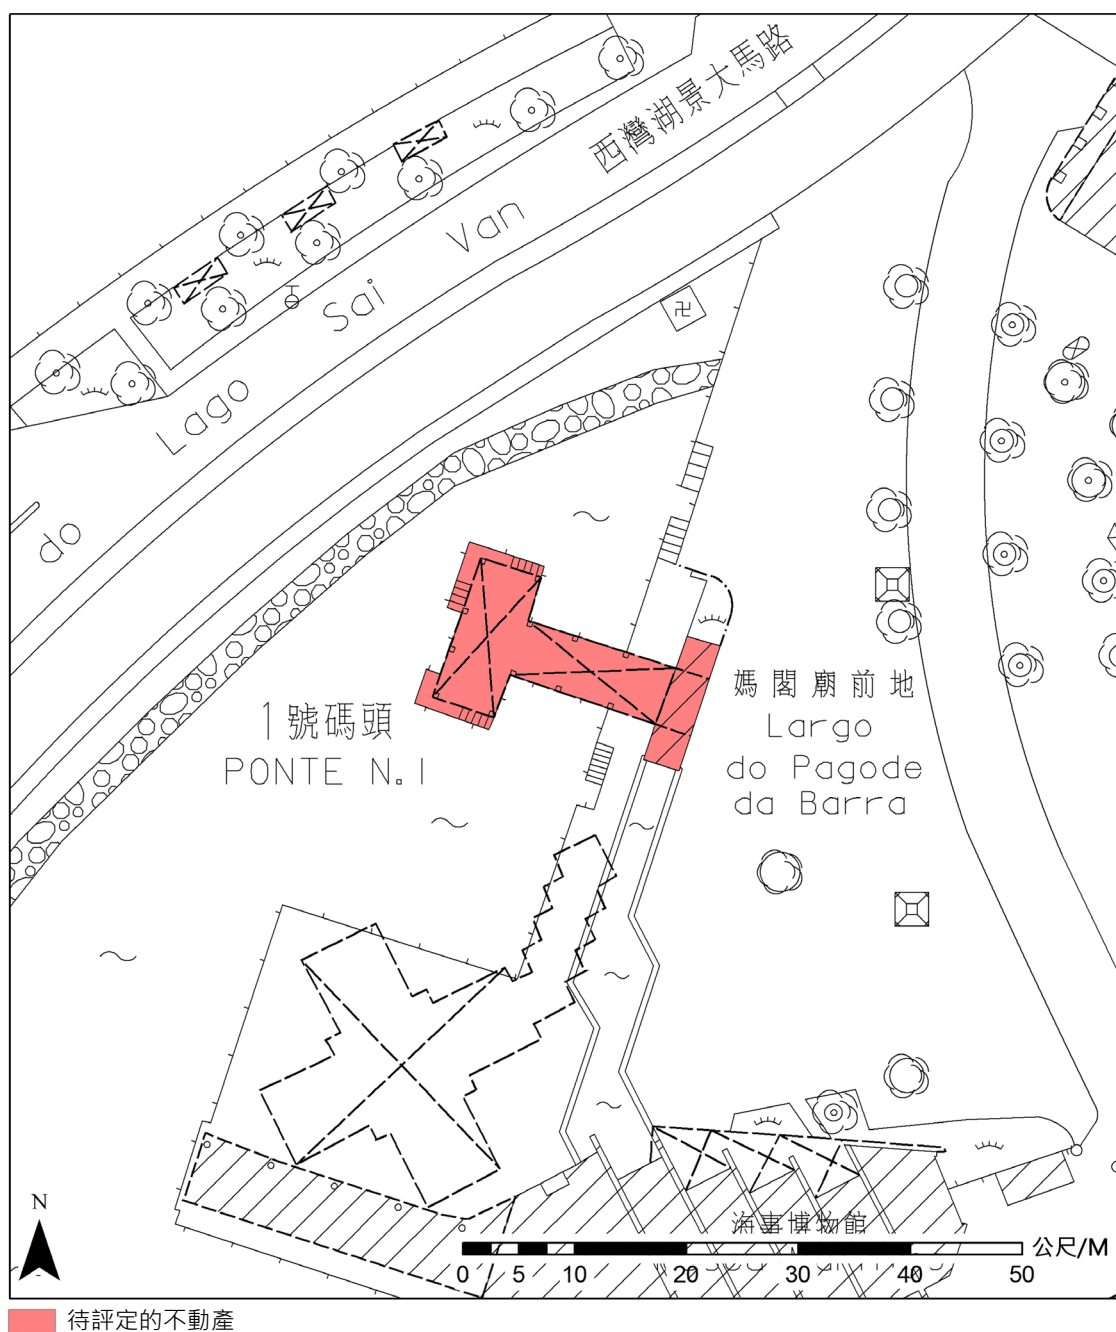 西灣湖景大馬路
Van
Sai
Lago
do
卍
1號碼頭
PONTE N.1
媽閣廟前地
Largo
do Pagode
da Barra
海事博物館
N
公尺/M
0 5 10 20 30 40 50
待評定的不動產